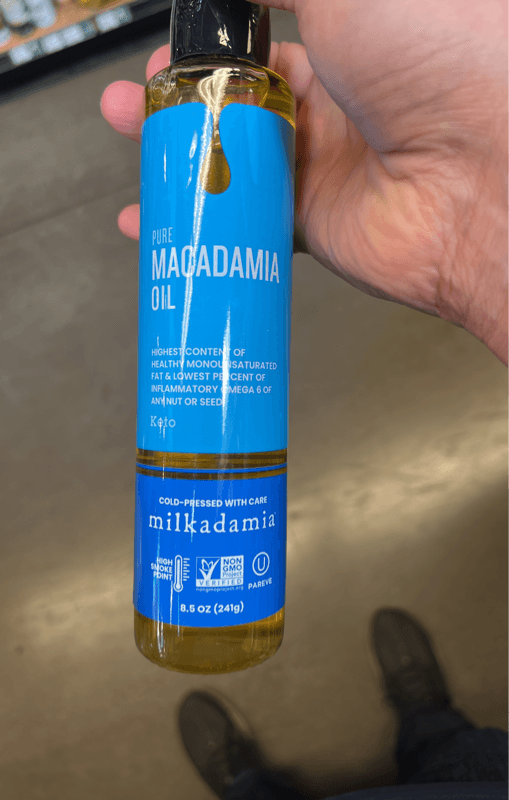 PURE
MACADAMIA
OIL
HIGHEST CONTENT OF
HEALTHY MONOUNSATURATED
FAT & LOWEST PERCENT OF
INFLAMMATORY OMEGA 6 OF
ANY NUT OR SEED
Keto
COLD-PRESSED WITH CARE
milkadamia
HIGH
SMOKE
POINT
NON
GMO
Project
VERIFIED
nongmoproject.org
U
PAREVE
8.5 OZ (241g)